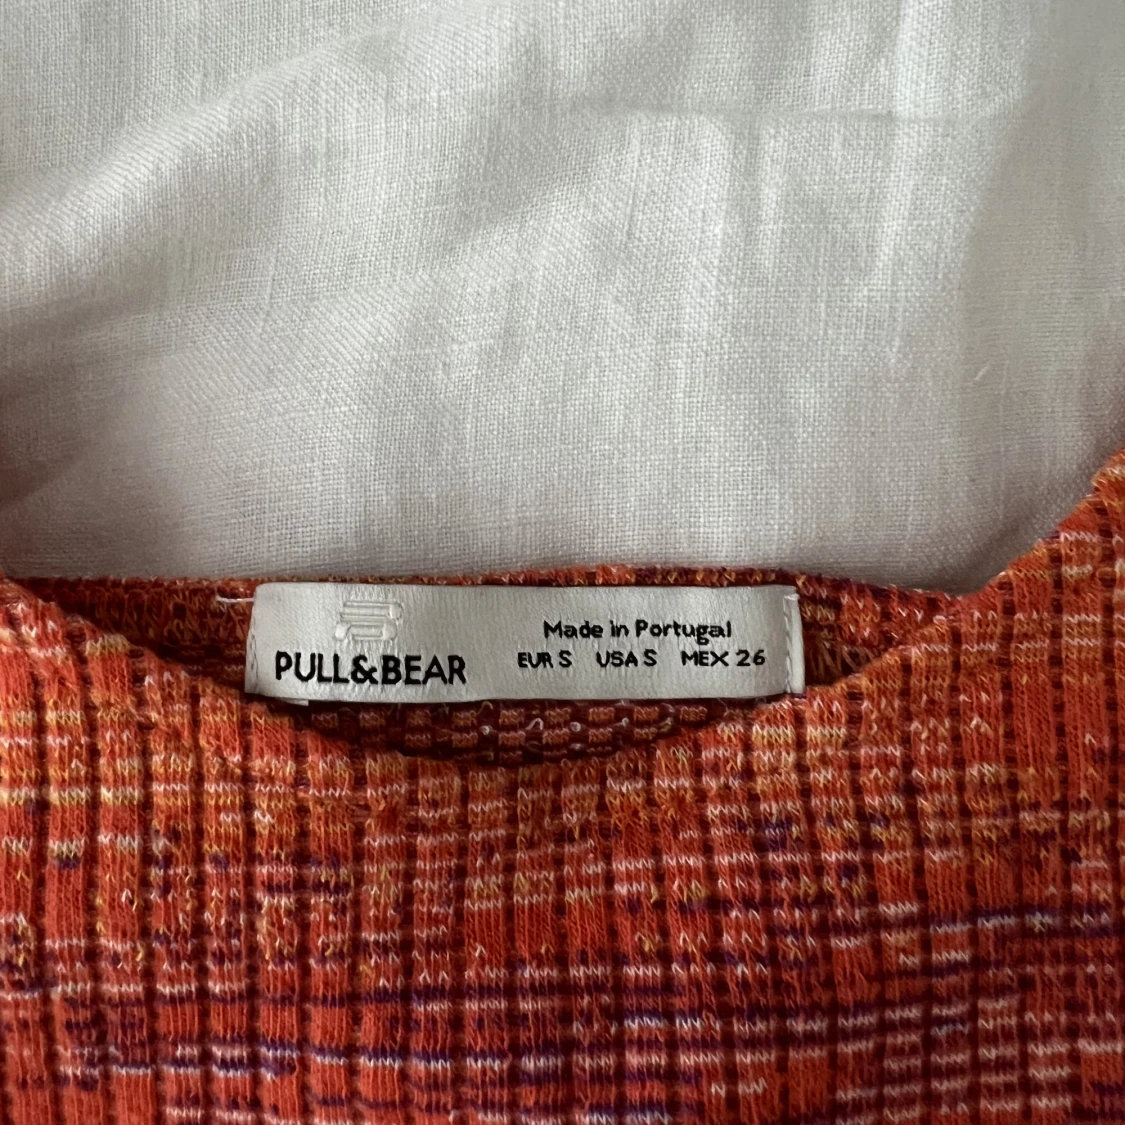 PULL&BEAR
Made in Portugal
EUR S USA S MEX 26